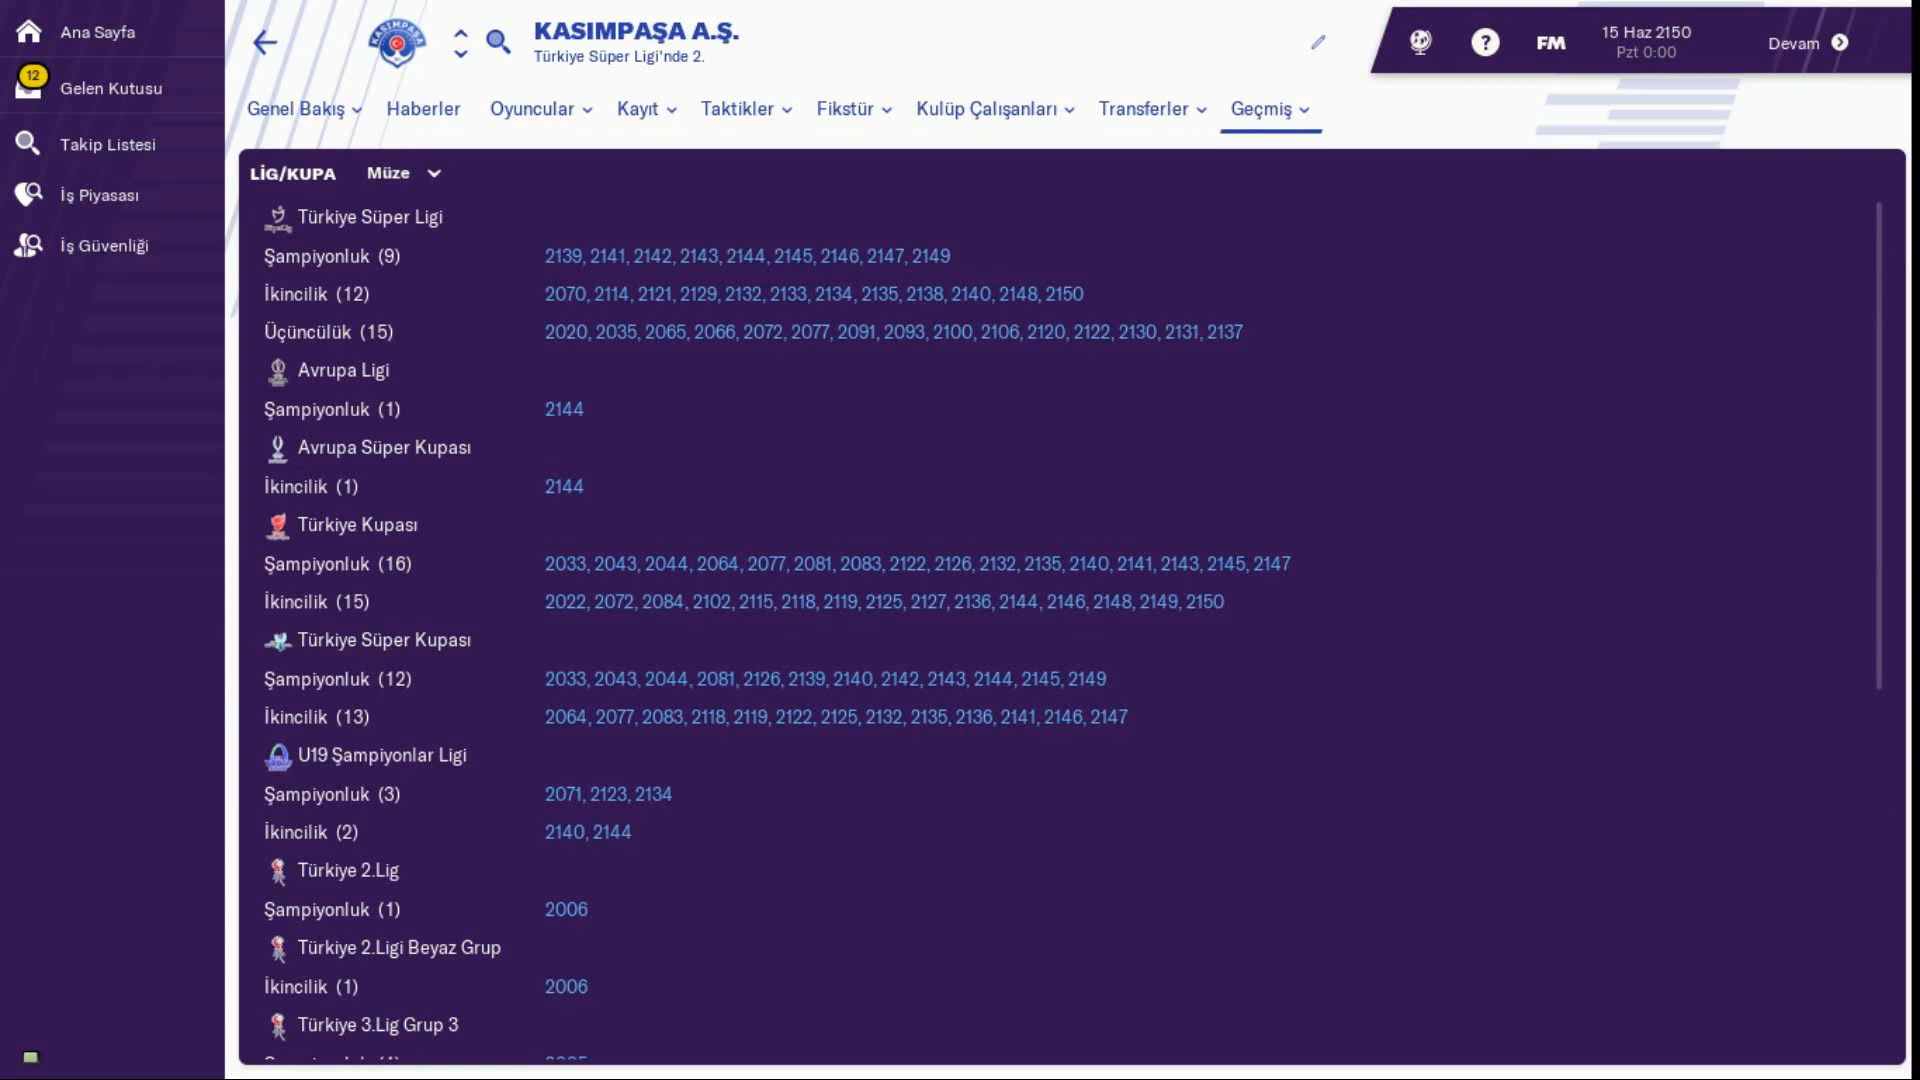 Ana Sayfa
12
Gelen Kutusu
Takip Listesi
İş Piyasası
İş Güvenliği
KASIMPAŞA
KASIMPAŞA A.Ş.
Türkiye Süper Ligi'nde 2.
?
FM
15 Haz 2150
Pzt 0:00
Devam
Genel Bakış
Haberler
Oyuncular
Kayıt
Taktikler
Fikstür
Kulüp Çalışanları
Transferler
Geçmiş
LİG/KUPA
Müze
Türkiye Süper Ligi
Şampiyonluk (9) 2139, 2141, 2142, 2143, 2144, 2145, 2146, 2147, 2149
İkincilik (12) 2070, 2114, 2121, 2129, 2132, 2133, 2134, 2135, 2138, 2140, 2148, 2150
Üçüncülük (15) 2020, 2035, 2065, 2066, 2072, 2077, 2091, 2093, 2100, 2106, 2120, 2122, 2130, 2131, 2137
Avrupa Ligi
Şampiyonluk (1) 2144
Avrupa Süper Kupası
İkincilik (1) 2144
Türkiye Kupası
Şampiyonluk (16) 2033, 2043, 2044, 2064, 2077, 2081, 2083, 2122, 2126, 2132, 2135, 2140, 2141, 2143, 2145, 2147
İkincilik (15) 2022, 2072, 2084, 2102, 2115, 2118, 2119, 2125, 2127, 2136, 2144, 2146, 2148, 2149, 2150
Türkiye Süper Kupası
Şampiyonluk (12) 2033, 2043, 2044, 2081, 2126, 2139, 2140, 2142, 2143, 2144, 2145, 2149
İkincilik (13) 2064, 2077, 2083, 2118, 2119, 2122, 2125, 2132, 2135, 2136, 2141, 2146, 2147
U19 Şampiyonlar Ligi
Şampiyonluk (3) 2071, 2123, 2134
İkincilik (2) 2140, 2144
Türkiye 2.Lig
Şampiyonluk (1) 2006
Türkiye 2.Ligi Beyaz Grup
İkincilik (1) 2006
Türkiye 3.Lig Grup 3